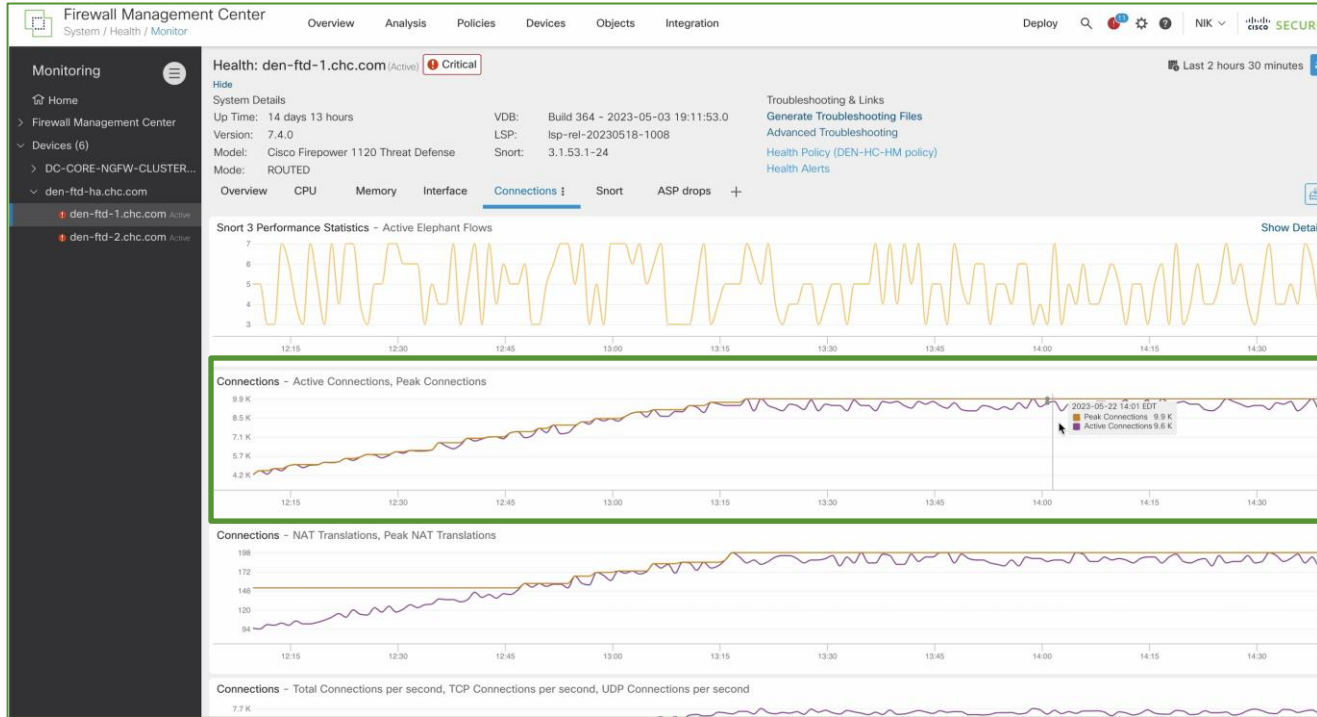 Firewall Management Center
System / Health / Monitor
Overview Analysis Policies Devices Objects Integration
Deploy NIK cisco SECUR
Monitoring
Home
Firewall Management Center
Devices (6)
DC-CORE-NGFW-CLUSTER...
den-ftd-ha.chc.com
den-ftd-1.chc.com Active
den-ftd-2.chc.com Active
Health: den-ftd-1.chc.com (Active) Critical
Last 2 hours 30 minutes
Hide
System Details
Up Time: 14 days 13 hours
Version: 7.4.0
Model: Cisco Firepower 1120 Threat Defense
Mode: ROUTED
VDB: Build 364 - 2023-05-03 19:11:53.0
LSP: lsp-rel-20230518-1008
Snort: 3.1.53.1-24
Troubleshooting & Links
Generate Troubleshooting Files
Advanced Troubleshooting
Health Policy (DEN-HC-HM policy)
Health Alerts
Overview CPU Memory Interface Connections Snort ASP drops +
Snort 3 Performance Statistics - Active Elephant Flows
Show Detai
7
6
5
4
3
12:15 12:30 12:45 13:00 13:15 13:30 13:45 14:00 14:15 14:30
Connections - Active Connections, Peak Connections
9.9 K
8.5 K
7.1 K
5.7 K
4.2 K
2023-05-22 14:01 EDT
Peak Connections 9.9 K
Active Connections 9.6 K
12:15 12:30 12:45 13:00 13:15 13:30 13:45 14:00 14:15 14:30
Connections - NAT Translations, Peak NAT Translations
198
172
146
120
94
12:15 12:30 12:45 13:00 13:15 13:30 13:45 14:00 14:15 14:30
Connections - Total Connections per second, TCP Connections per second, UDP Connections per second
7.7 K